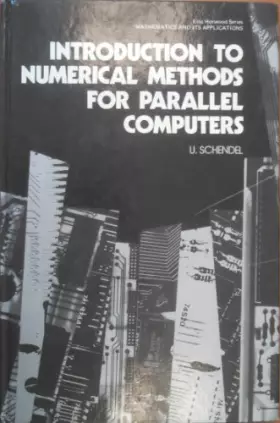 Ellis Horwood Series
MATHEMATICS AND ITS APPLICATIONS
INTRODUCTION TO
NUMERICAL METHODS
FOR PARALLEL
COMPUTERS
U. SCHENDEL